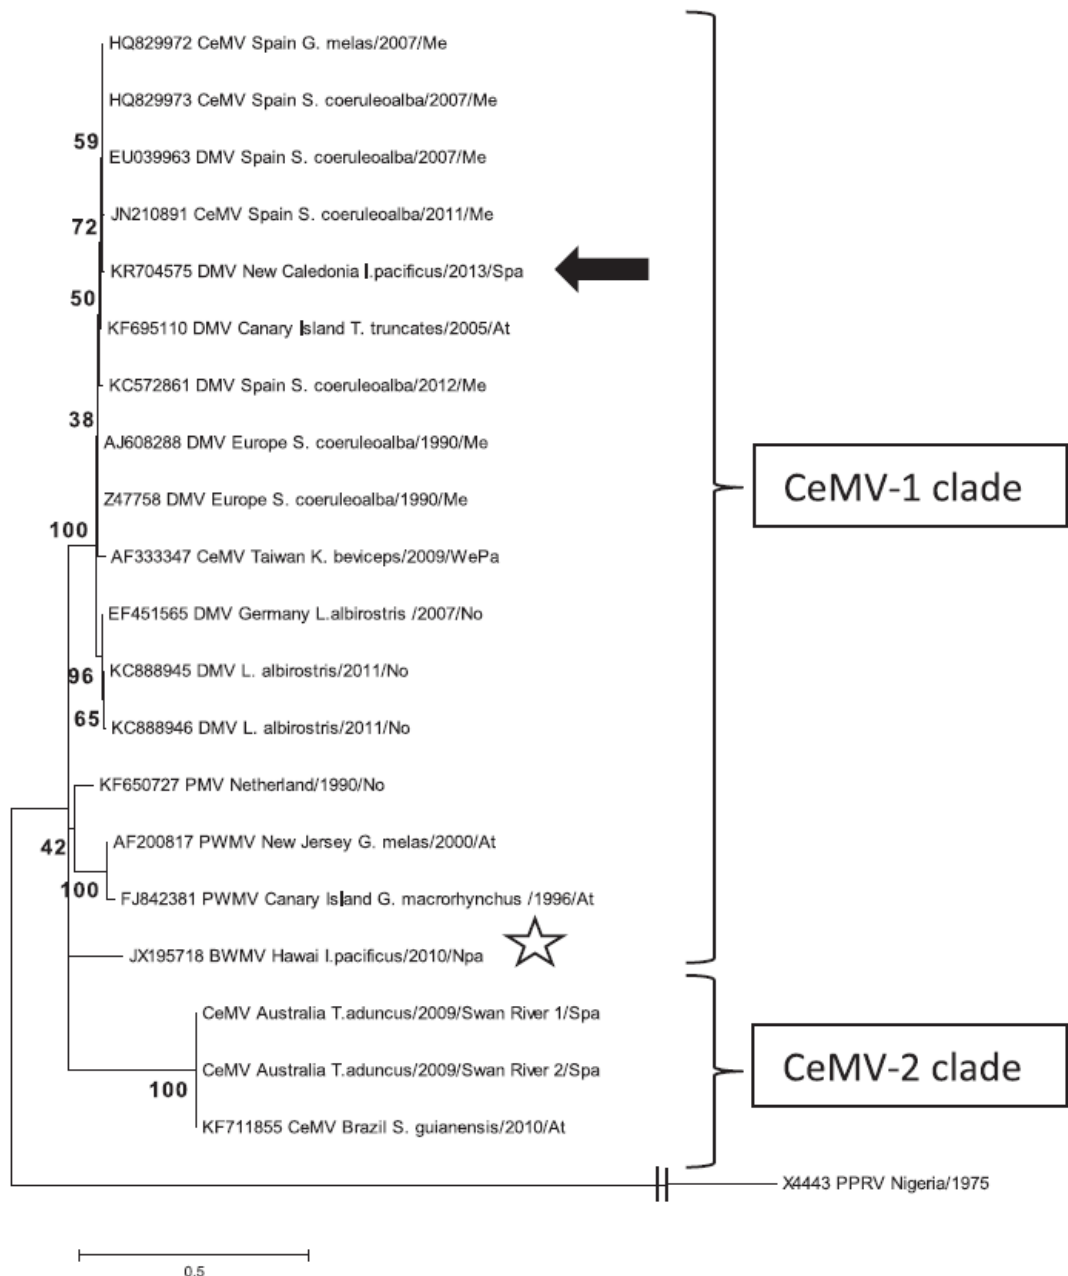 HQ829972 CeMV Spain G. melas/2007/Me
HQ829973 CeMV Spain S. coeruleoalba/2007/Me
59
EU039963 DMV Spain S. coeruleoalba/2007/Me
JN210891 CeMV Spain S. coeruleoalba/2011/Me
72
KR704575 DMV New Caledonia I.pacificus/2013/Spa
50
KF695110 DMV Canary Island T. truncates/2005/At
KC572861 DMV Spain S. coeruleoalba/2012/Me
38
AJ608288 DMV Europe S. coeruleoalba/1990/Me
CeMV-1 clade
Z47758 DMV Europe S. coeruleoalba/1990/Me
100
AF333347 CeMV Taiwan K. beviceps/2009/WePa
EF451565 DMV Germany L.albirostris /2007/No
KC888945 DMV L. albirostris/2011/No
96
65
KC888946 DMV L. albirostris/2011/No
KF650727 PMV Netherland/1990/No
AF200817 PWMV New Jersey G. melas/2000/At
42
100
FJ842381 PWMV Canary Island G. macrorhynchus /1996/At
JX195718 BWMV Hawai I.pacificus/2010/Npa
CeMV Australia T.aduncus/2009/Swan River 1/Spa
CeMV Australia T.aduncus/2009/Swan River 2/Spa
CeMV-2 clade
100
KF711855 CeMV Brazil S. guianensis/2010/At
X4443 PPRV Nigeria/1975
0.5